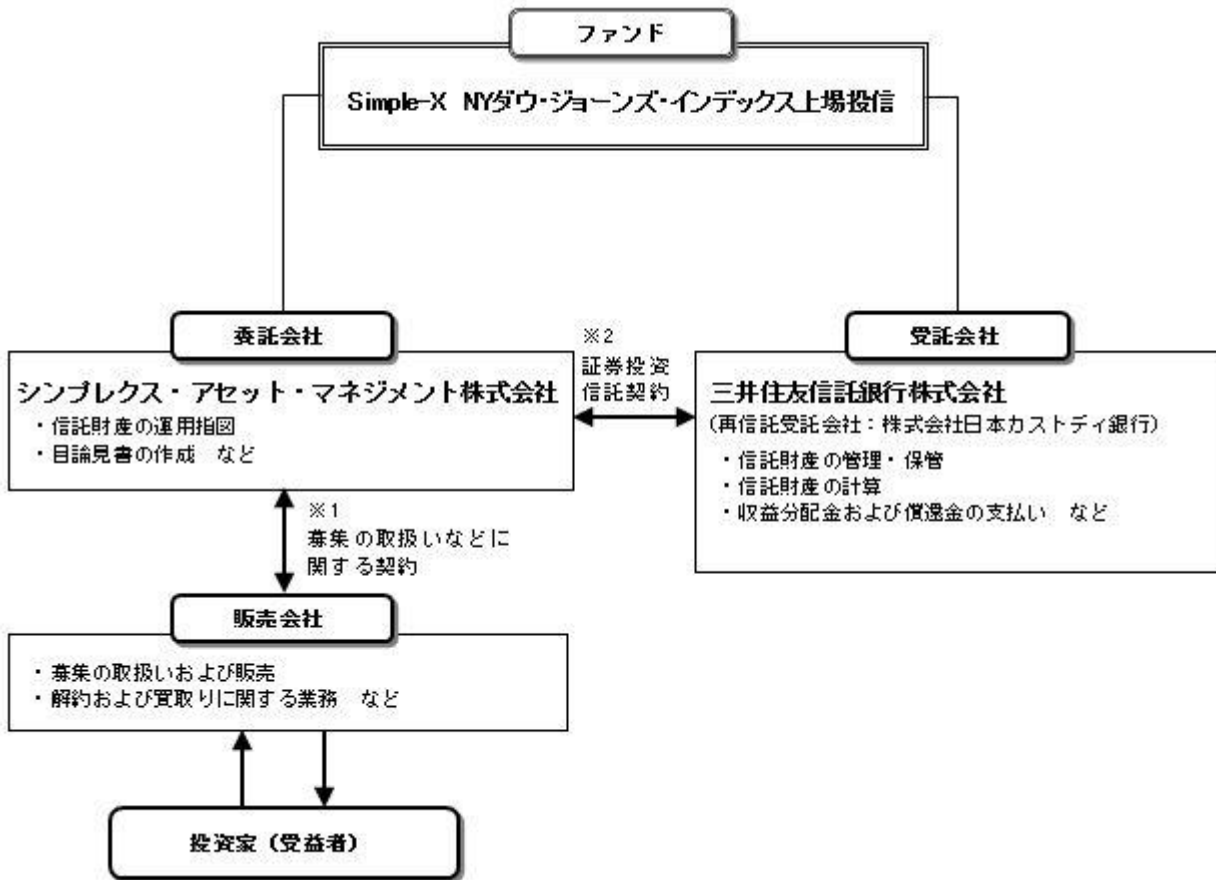 ファンド
Simple-X NYダウ・ジョーンズ・インデックス上場投信
委託会社
シンプレクス・アセット・マネジメント株式会社
・信託財産の運用指図
・目論見書の作成 など
※2
証券投資
信託契約
受託会社
三井住友信託銀行株式会社
(再信託受託会社：株式会社日本カストディ銀行)
・信託財産の管理・保管
・信託財産の計算
・収益分配金および償還金の支払い など
※1
募集の取扱いなどに
関する契約
販売会社
・募集の取扱いおよび販売
・解約および買取りに関する業務 など
投資家（受益者）